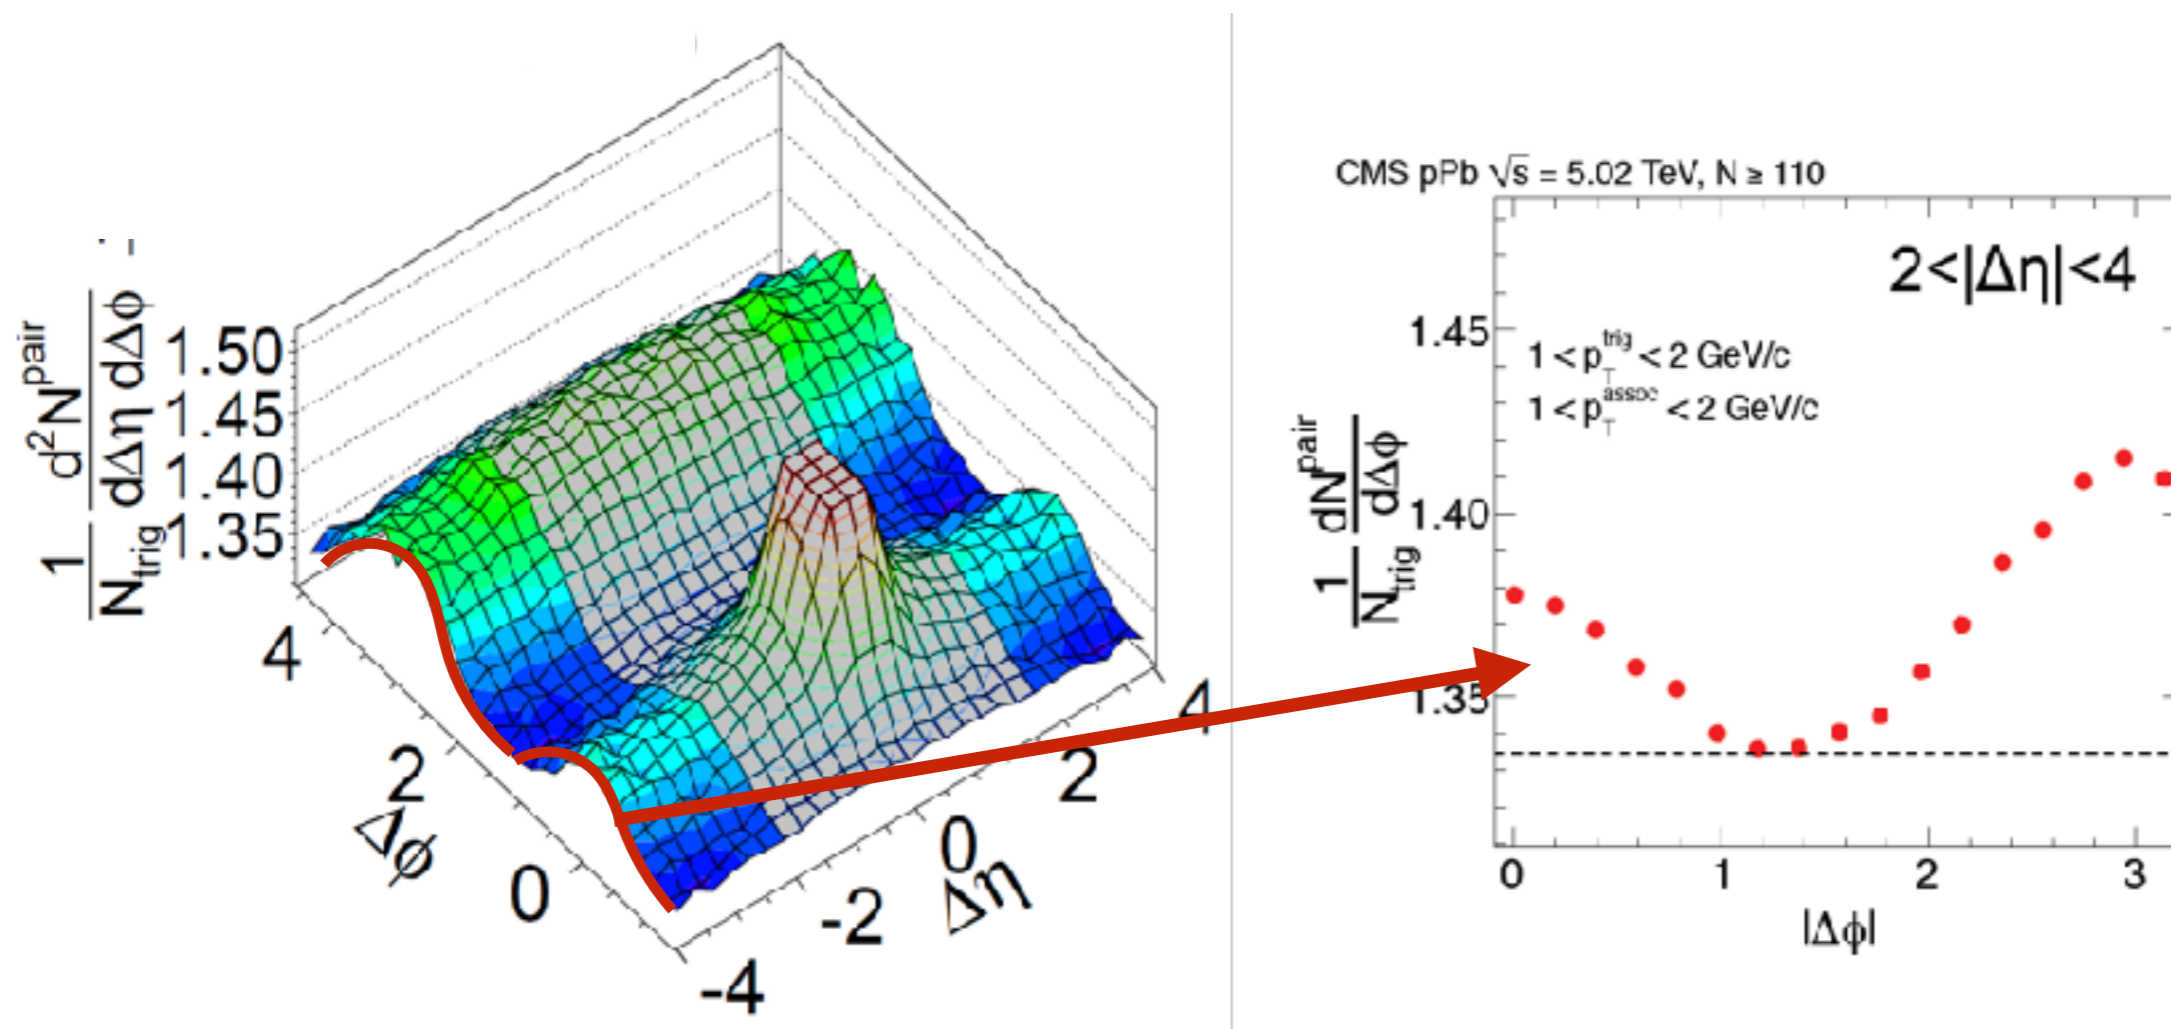 1/N_trig d²N^pair/dΔη dΔϕ
1.50
1.45
1.40
1.35
4
2
0
Δϕ
-4
-2
0
2
4
Δη
CMS pPb √s = 5.02 TeV, N ≥ 110
2<|Δη|<4
1 < p_T^trig < 2 GeV/c
1 < p_T^assoc < 2 GeV/c
1/N_trig dN^pair/dΔϕ
1.45
1.40
1.35
0 1 2 3
|Δϕ|